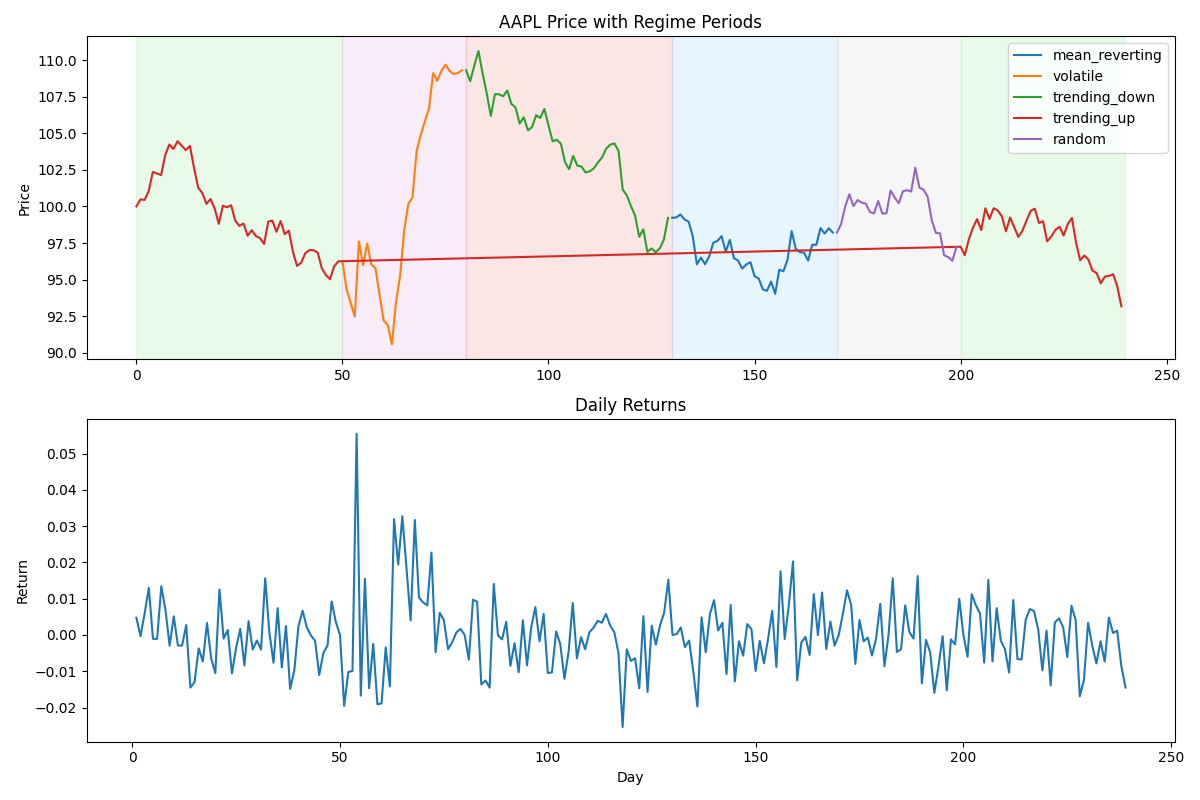 AAPL Price with Regime Periods
Price
110.0
107.5
105.0
102.5
100.0
97.5
95.0
92.5
90.0
mean_reverting
volatile
trending_down
trending_up
random
0 50 100 150 200 250
Daily Returns
Return
0.05
0.04
0.03
0.02
0.01
0.00
−0.01
−0.02
0 50 100 150 200 250
Day